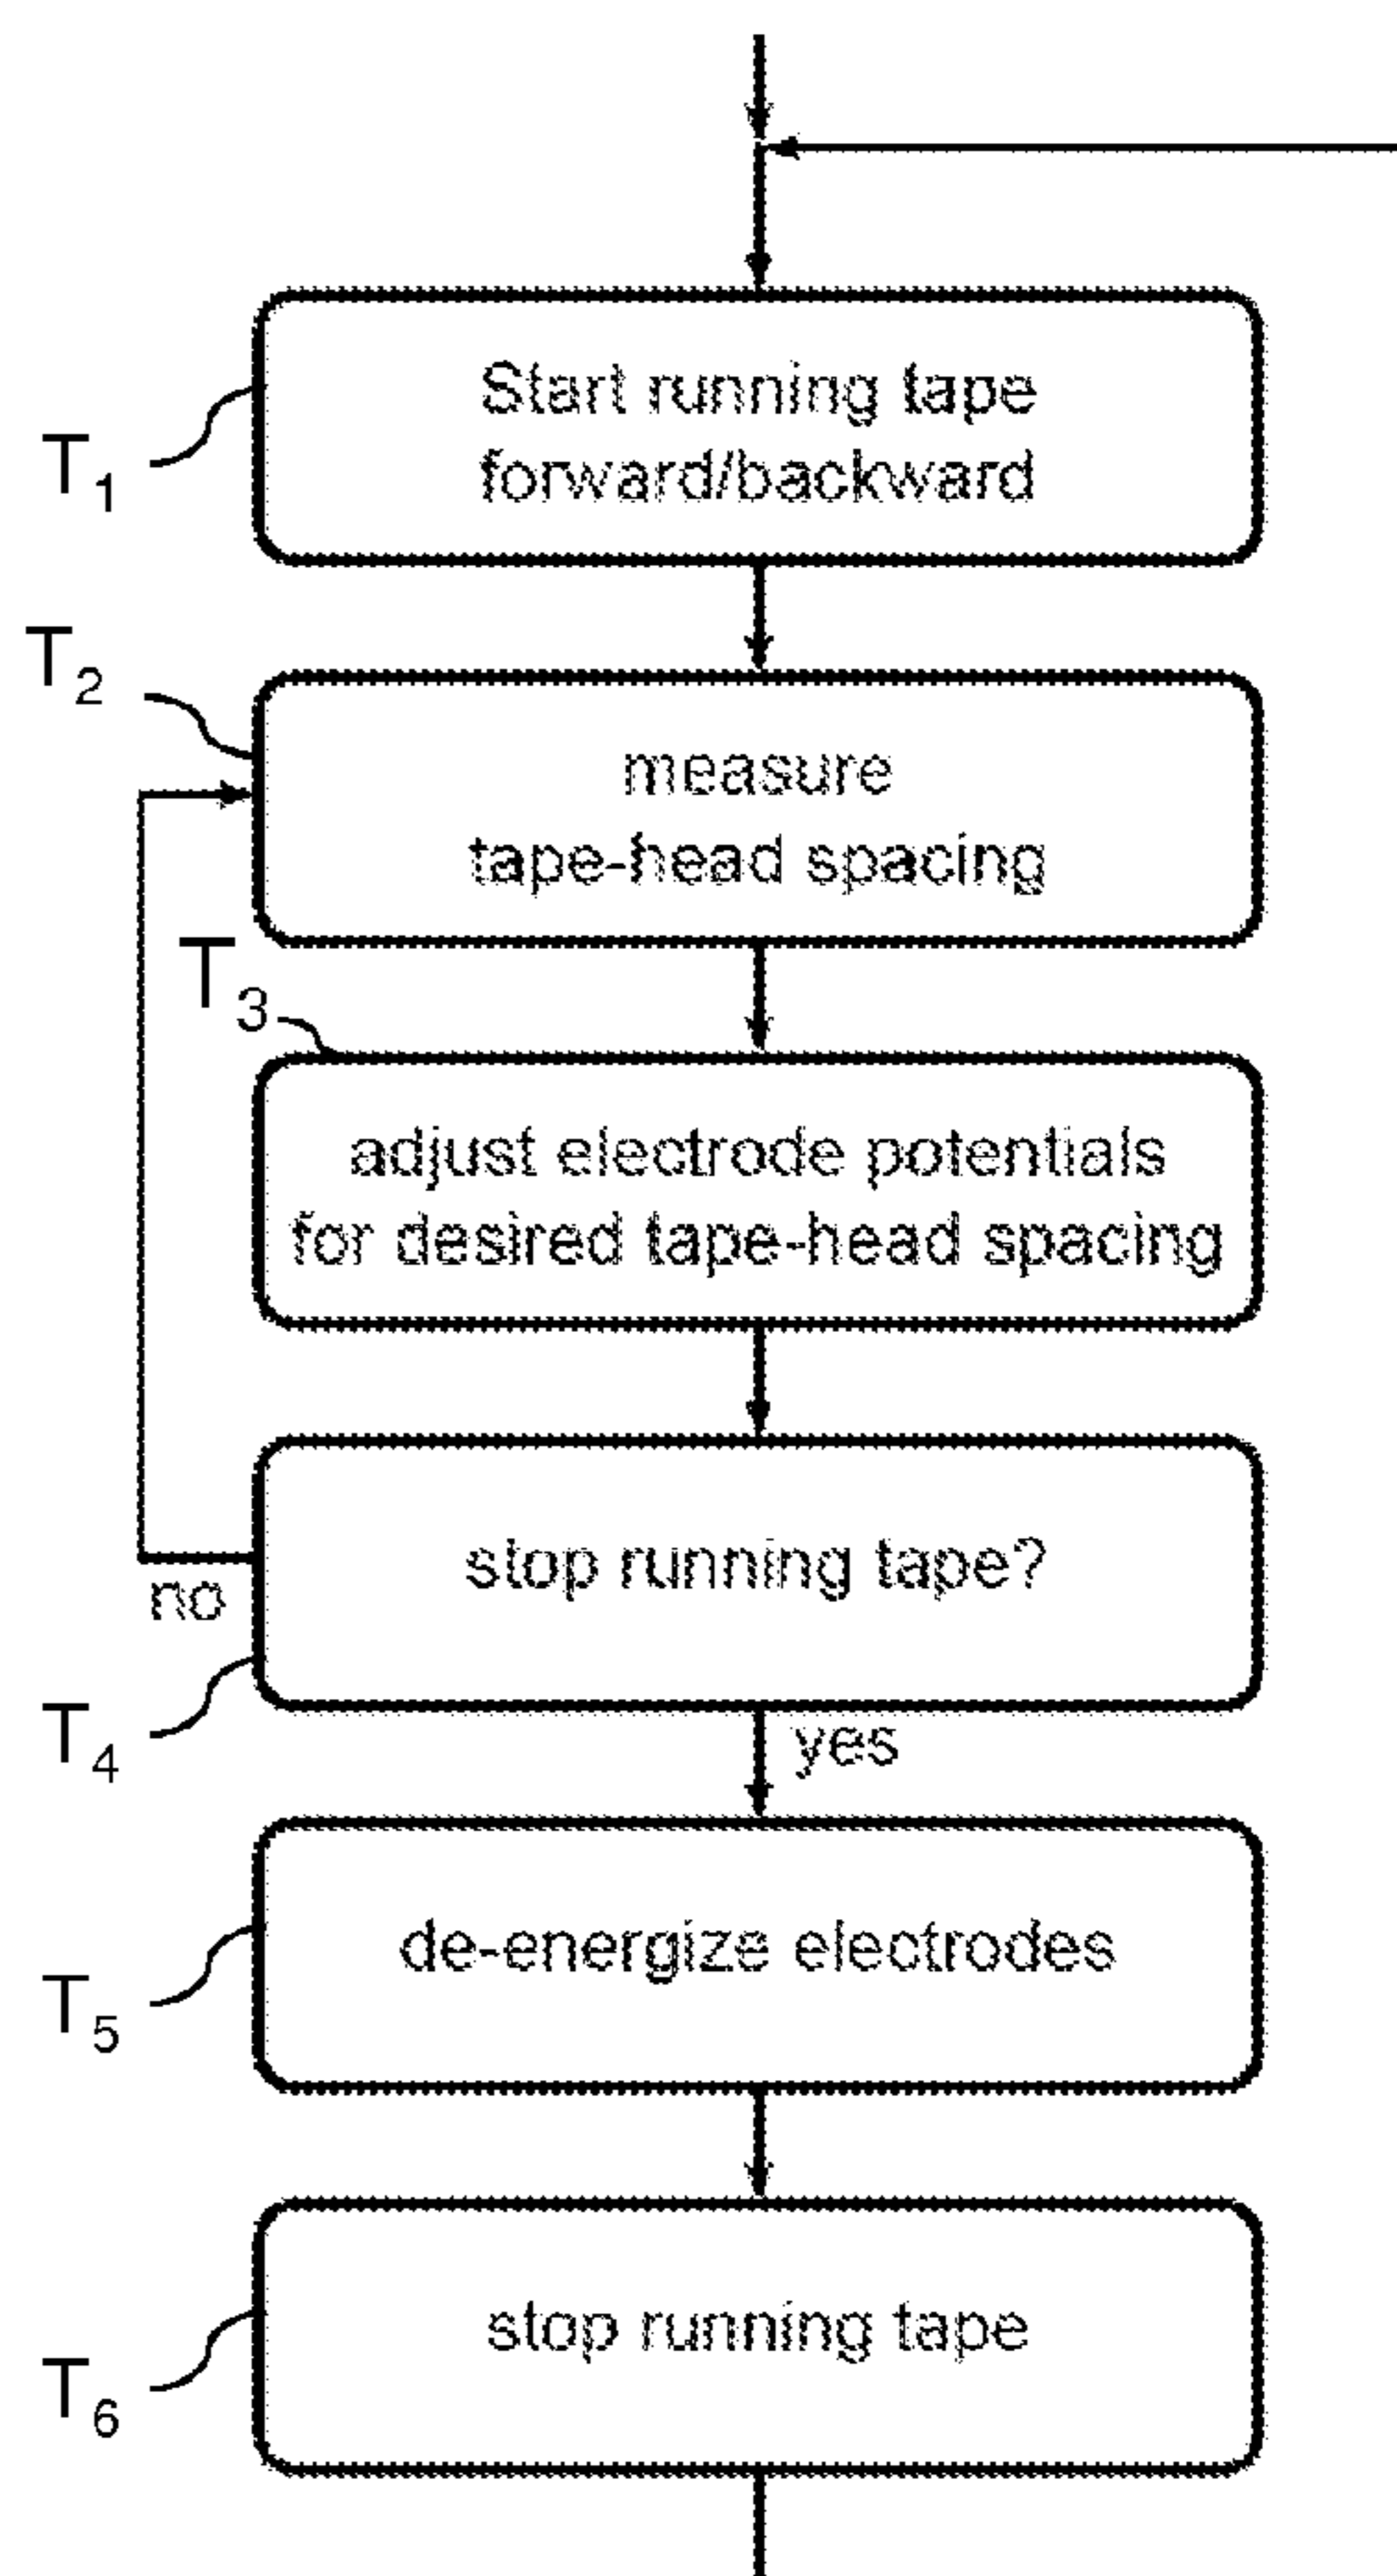 Start running tape
forward/backward
T1
T2
measure
tape-head spacing
T3
adjust electrode potentials
for desired tape-head spacing
stop running tape?
no
T4
yes
de-energize electrodes
T5
stop running tape
T6